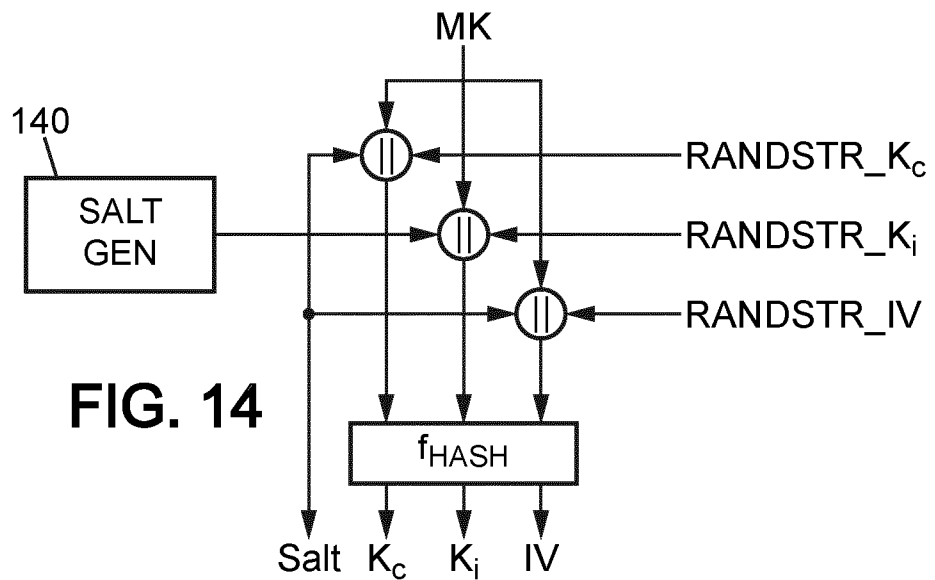 MK
140
||
RANDSTR_Kc
SALT
GEN
||
RANDSTR_Ki
||
RANDSTR_IV
FIG. 14
fHASH
Salt Kc Ki IV